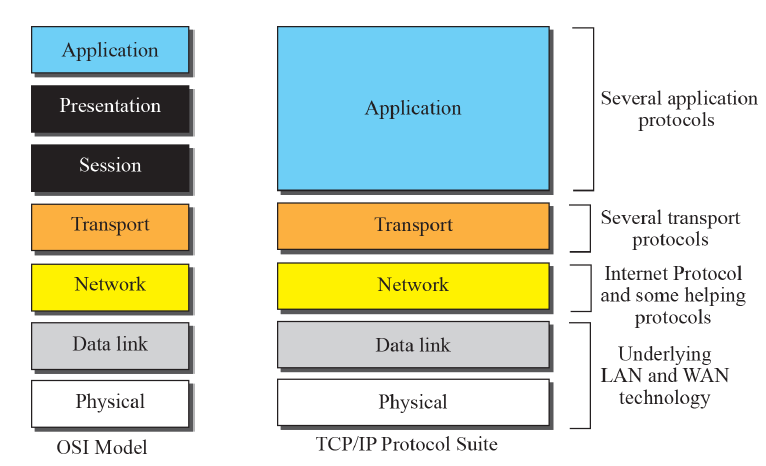 Application
Presentation
Session
Transport
Network
Data link
Physical
OSI Model
Application
Transport
Network
Data link
Physical
TCP/IP Protocol Suite
Several application
protocols
Several transport
protocols
Internet Protocol
and some helping
protocols
Underlying
LAN and WAN
technology